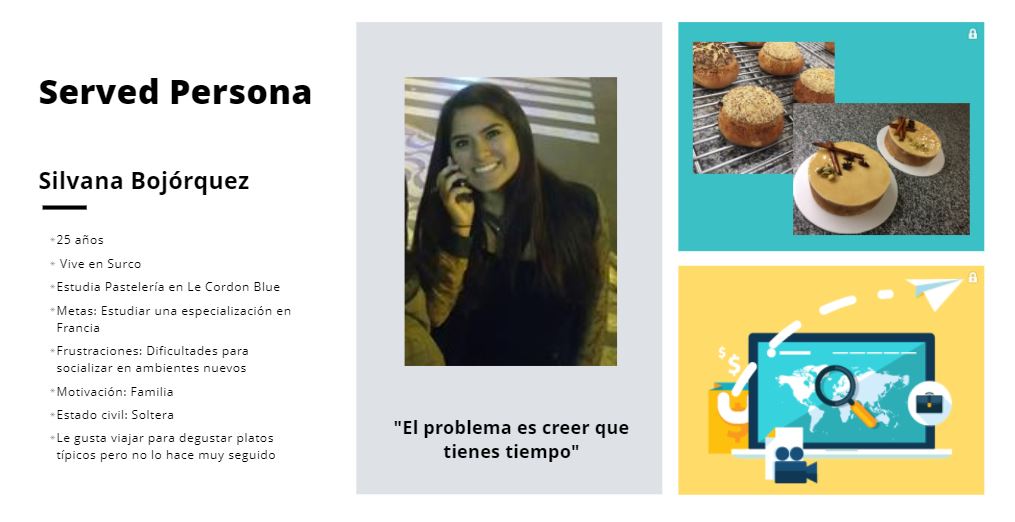 Served Persona
Silvana Bojórquez
*25 años
* Vive en Surco
*Estudia Pastelería en Le Cordon Blue
*Metas: Estudiar una especialización en
Francia
*Frustraciones: Dificultades para
socializar en ambientes nuevos
*Motivación: Familia
*Estado civil: Soltera
*Le gusta viajar para degustar platos
típicos pero no lo hace muy seguido
"El problema es creer que
tienes tiempo"
$
$